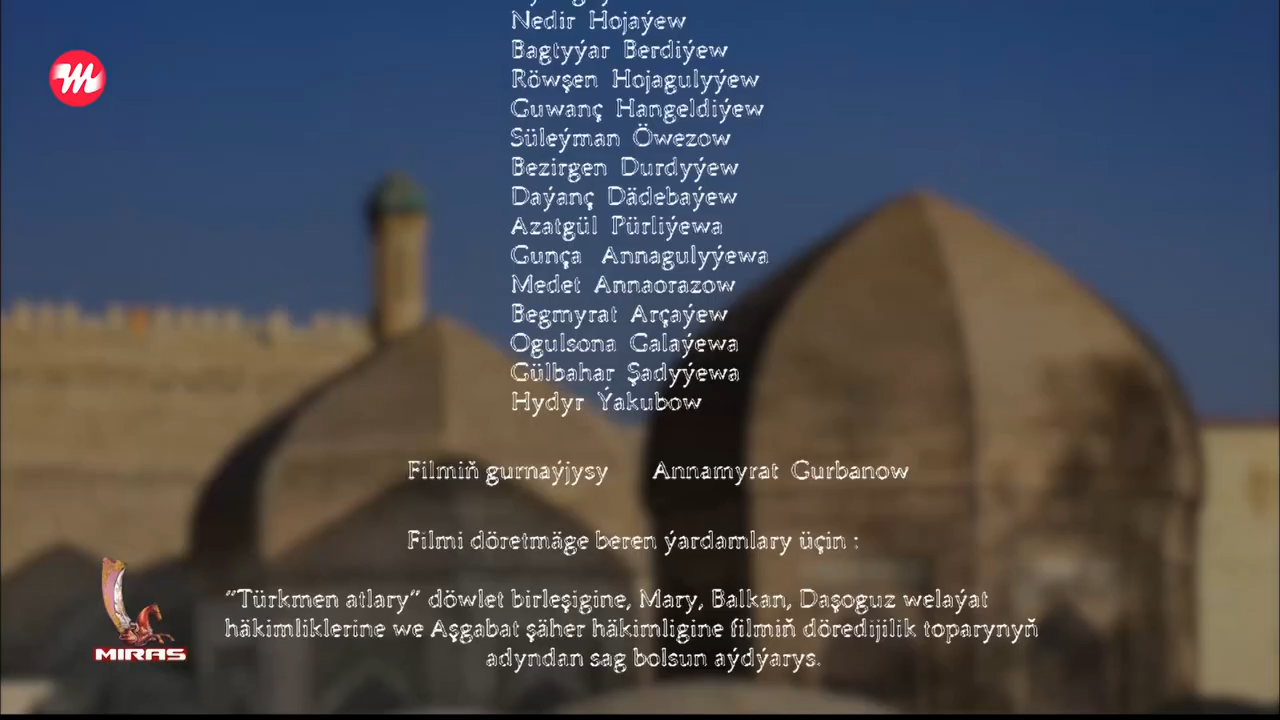 Nedir Hojaýew
Bagtyýar Berdiýew
Röwşen Hojagulyýew
Guwanç Hangeldiýew
Süleýman Öwezow
Bezirgen Durdyýew
Daýanç Dädebaýew
Azatgül Pürliýewa
Gunça Annagulyýewa
Medet Annaorazow
Begmyrat Arçaýew
Ogulsona Galaýewa
Gülbahar Şadyýewa
Hydyr Ýakubow
Filmiň gurnaýjysy Annamyrat Gurbanow
Filmi döretmäge beren ýardamlary üçin :
“Türkmen atlary” döwlet birleşigine, Mary, Balkan, Daşoguz welaýat
häkimliklerine we Aşgabat şäher häkimligine filmiň döredijilik toparynyň
adyndan sag bolsun aýdýarys.
MIRAS